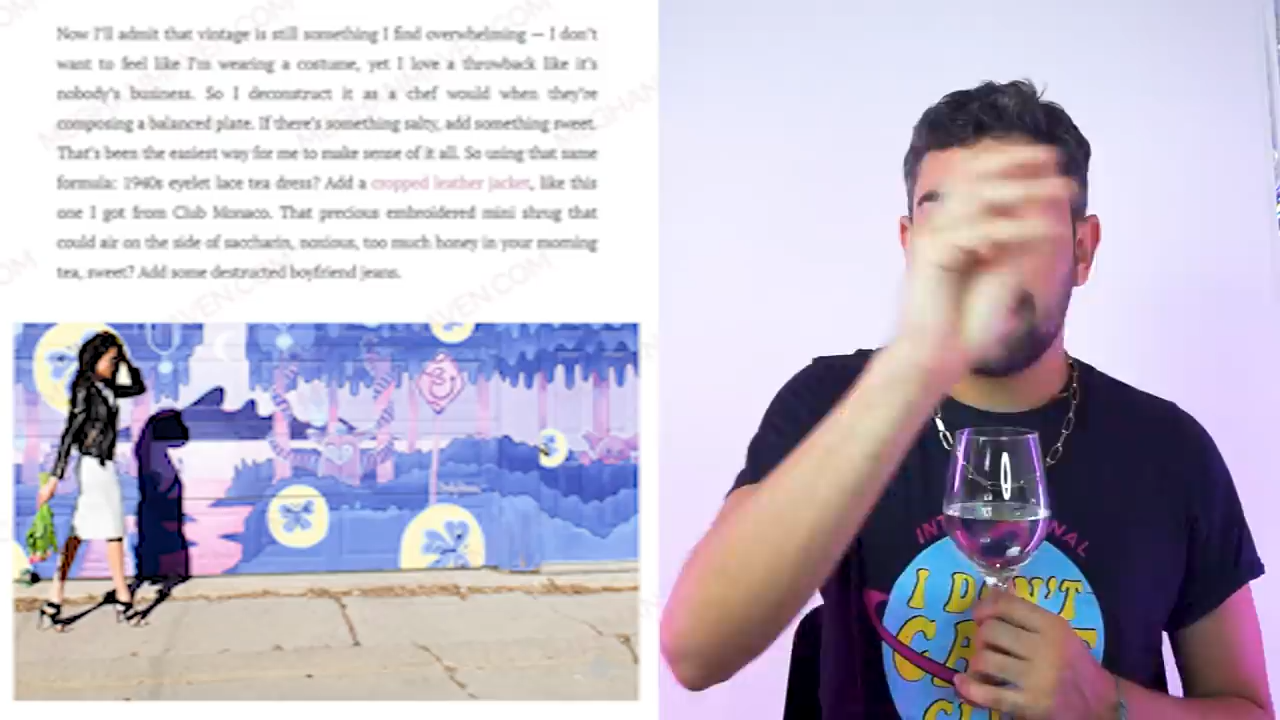 Now I'll admit that vintage is still something I find overwhelming — I don't
want to feel like I'm wearing a costume, yet I love a throwback like it's
nobody's business. So I deconstruct it as a chef would when they're
composing a balanced plate. If there's something salty, add something sweet.
That's been the easiest way for me to make sense of it all. So using that same
formula: 1940s eyelet lace tea dress? Add a cropped leather jacket, like this
one I got from Club Monaco. That precious embroidered mini shrug that
could air on the side of saccharin, noxious, too much honey in your morning
tea, sweet? Add some destructed boyfriend jeans.
I DON'T